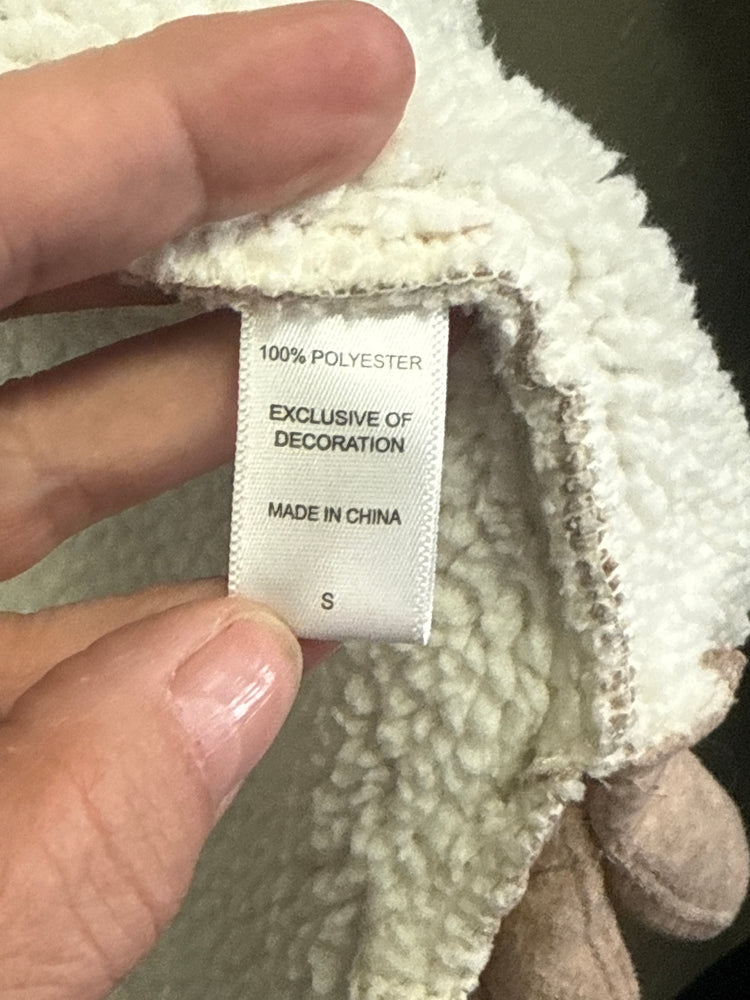 100% POLYESTER
EXCLUSIVE OF
DECORATION
MADE IN CHINA
S